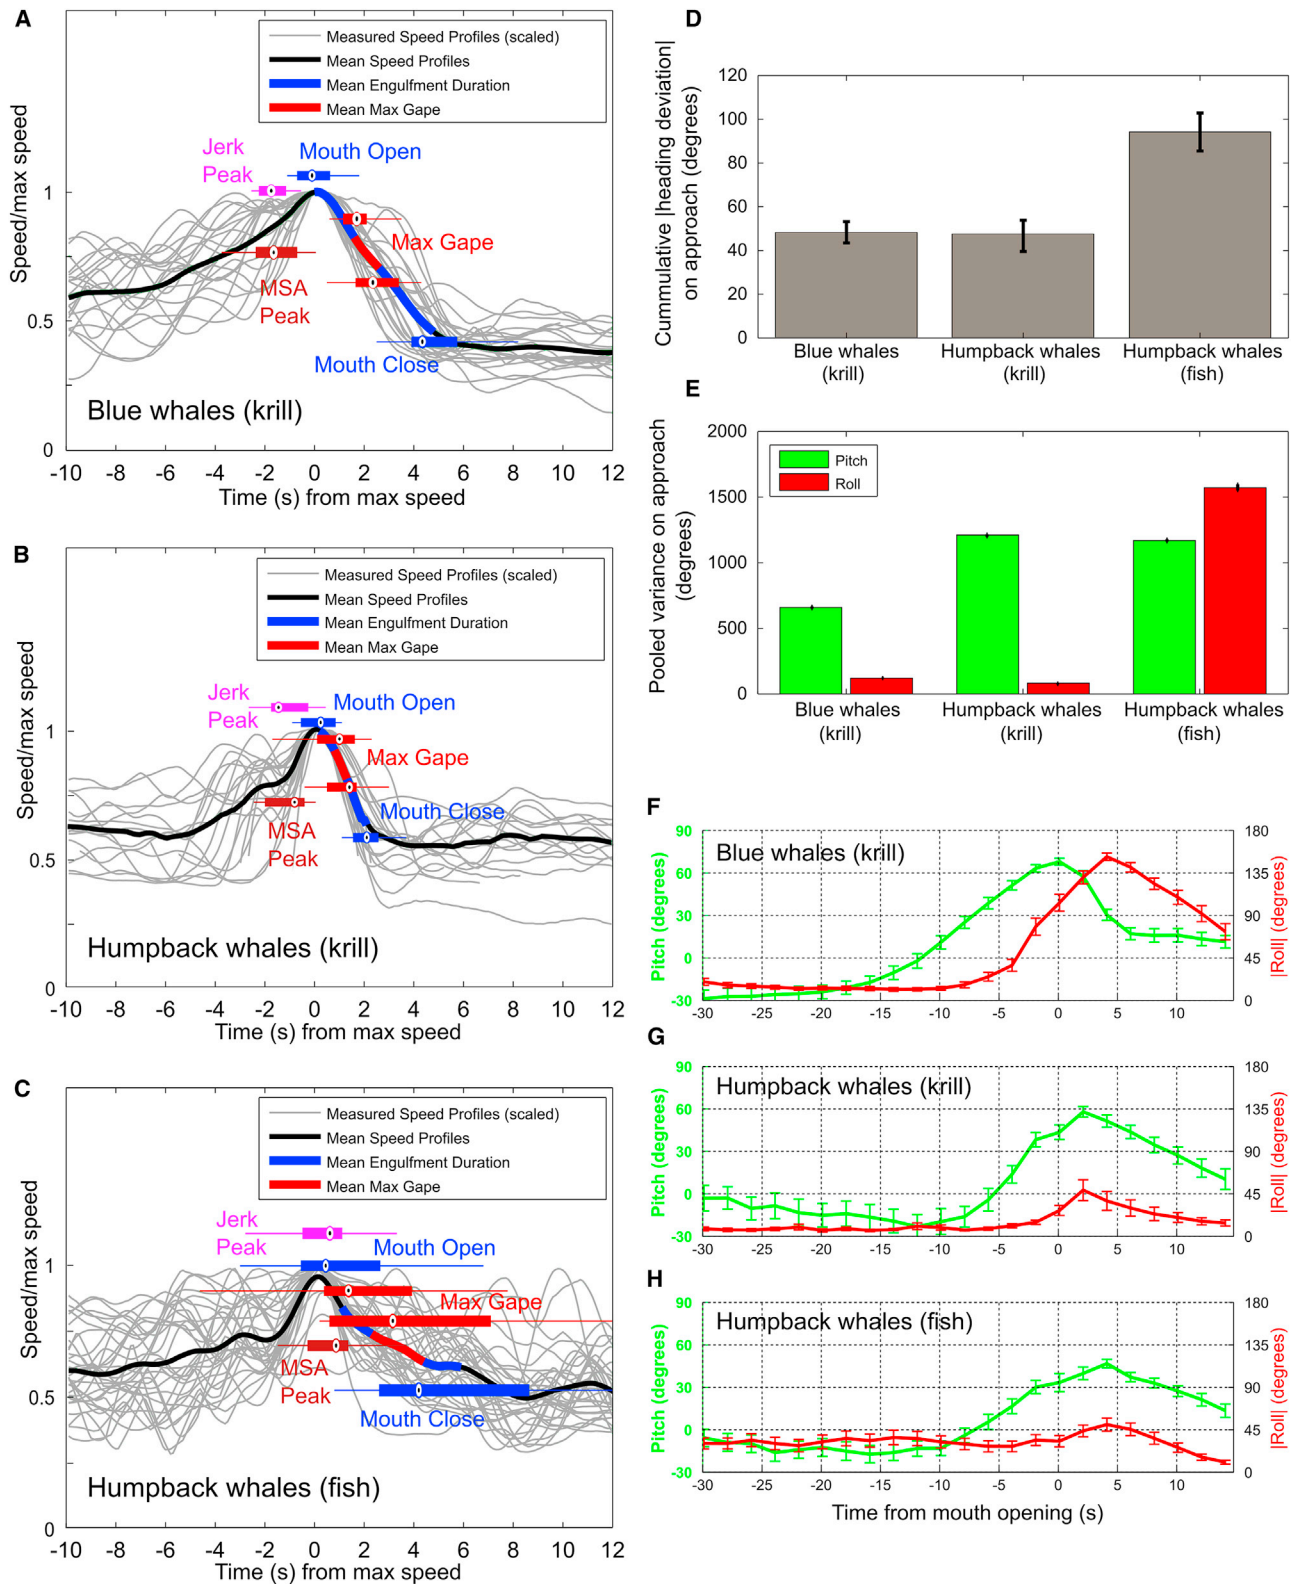 A
Measured Speed Profiles (scaled)
Mean Speed Profiles
Mean Engulfment Duration
Mean Max Gape
Jerk
Peak
Mouth Open
Max Gape
MSA
Peak
Mouth Close
Blue whales (krill)
Speed/max speed
1
0.5
0
-10 -8 -6 -4 -2 0 2 4 6 8 10 12
Time (s) from max speed
B
Measured Speed Profiles (scaled)
Mean Speed Profiles
Mean Engulfment Duration
Mean Max Gape
Jerk
Peak
Mouth Open
Max Gape
Mouth Close
MSA
Peak
Humpback whales (krill)
Speed/max speed
1
0.5
0
-10 -8 -6 -4 -2 0 2 4 6 8 10 12
Time (s) from max speed
C
Measured Speed Profiles (scaled)
Mean Speed Profiles
Mean Engulfment Duration
Mean Max Gape
Jerk
Peak
Mouth Open
Max Gape
MSA
Peak
Mouth Close
Humpback whales (fish)
Speed/max speed
1
0.5
0
-10 -8 -6 -4 -2 0 2 4 6 8 10 12
Time (s) from max speed
D
Cummulative |heading deviation|
on approach (degrees)
120
100
80
60
40
20
0
Blue whales
(krill)
Humpback whales
(krill)
Humpback whales
(fish)
E
Pooled variance on approach
(degrees)
2000
1500
1000
500
0
Pitch
Roll
Blue whales
(krill)
Humpback whales
(krill)
Humpback whales
(fish)
F
Blue whales (krill)
Pitch (degrees)
90
60
30
0
-30
|Roll| (degrees)
180
135
90
45
0
-30 -25 -20 -15 -10 -5 0 5 10
G
Humpback whales (krill)
Pitch (degrees)
90
60
30
0
-30
|Roll| (degrees)
180
135
90
45
0
-30 -25 -20 -15 -10 -5 0 5 10
H
Humpback whales (fish)
Pitch (degrees)
90
60
30
0
-30
|Roll| (degrees)
180
135
90
45
0
-30 -25 -20 -15 -10 -5 0 5 10
Time from mouth opening (s)